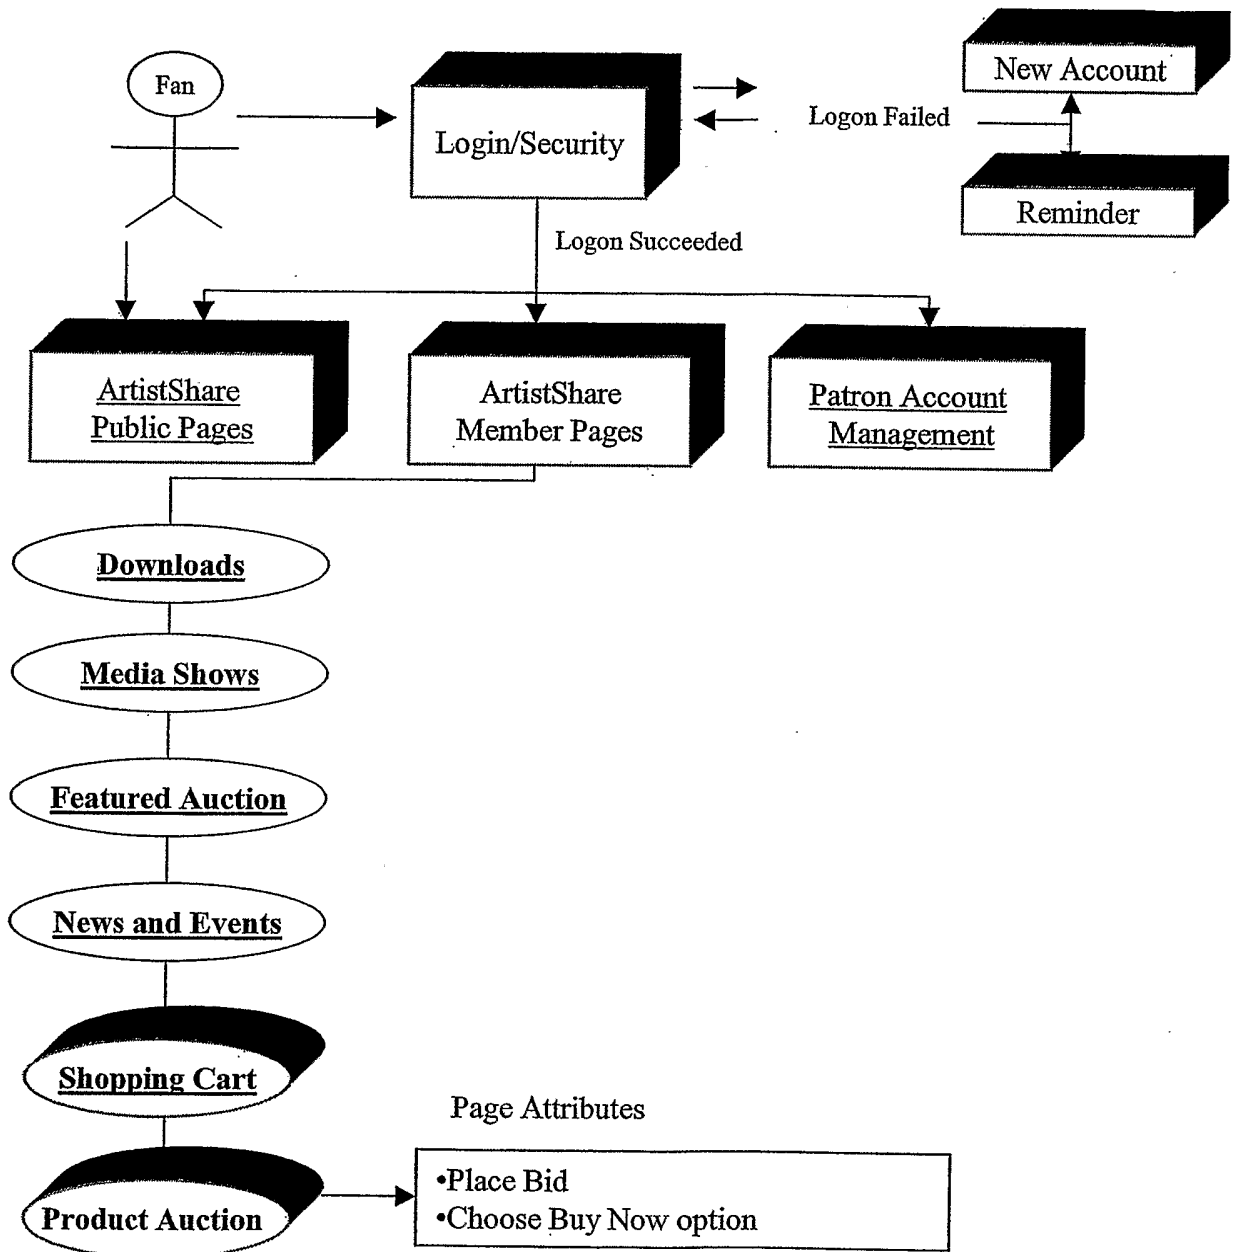 Fan
Login/Security
Logon Failed
New Account
Reminder
Logon Succeeded
ArtistShare
Public Pages
ArtistShare
Member Pages
Patron Account
Management
Downloads
Media Shows
Featured Auction
News and Events
Shopping Cart
Page Attributes
Product Auction
•Place Bid
•Choose Buy Now option